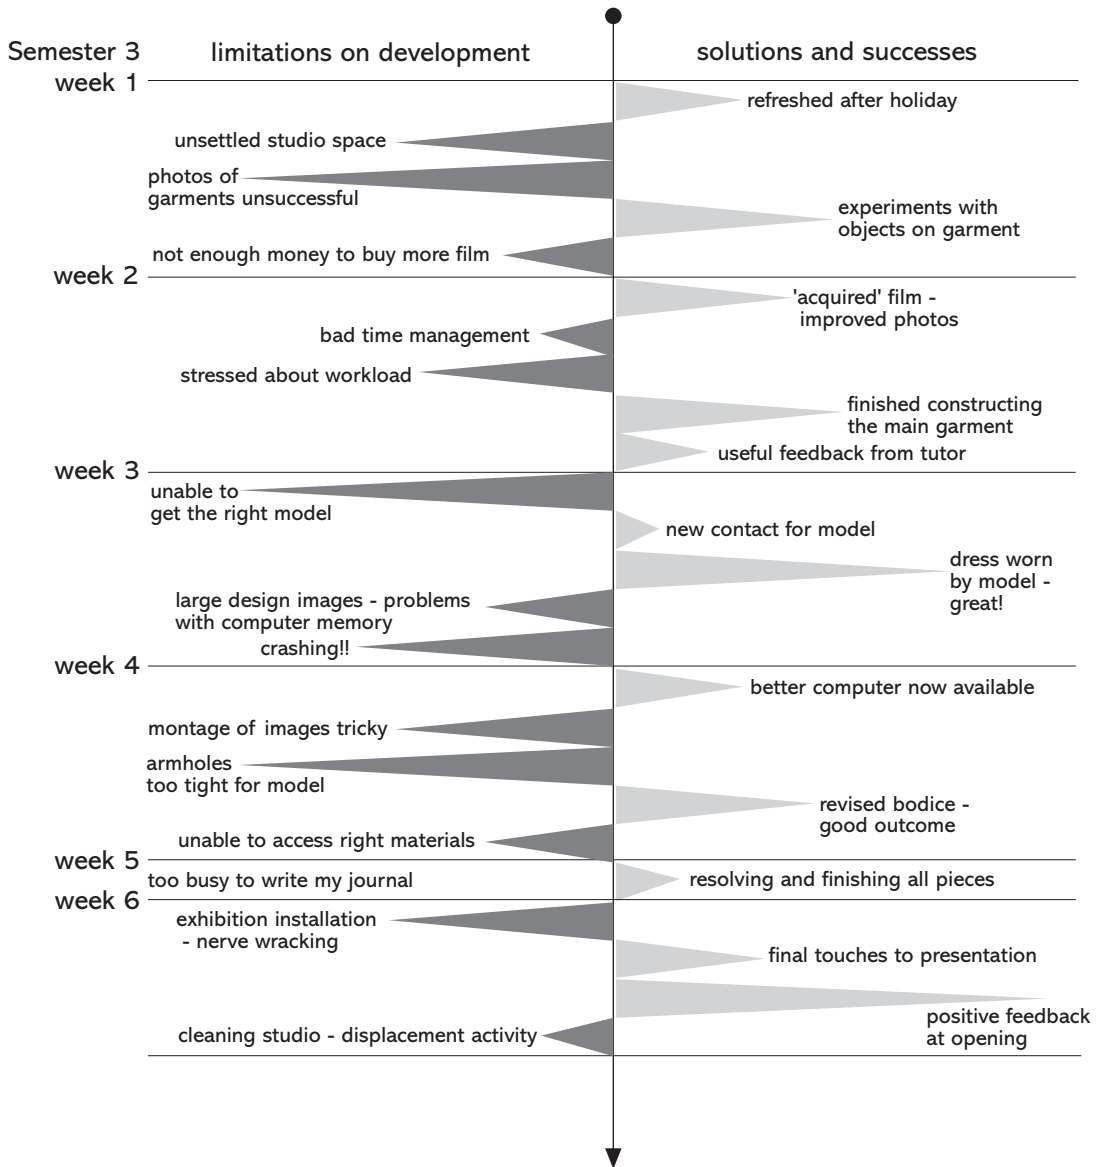 Semester 3
limitations on development
solutions and successes
week 1
refreshed after holiday
unsettled studio space
photos of
garments unsuccessful
experiments with
objects on garment
not enough money to buy more film
week 2
'acquired' film -
improved photos
bad time management
stressed about workload
finished constructing
the main garment
useful feedback from tutor
week 3
unable to
get the right model
new contact for model
dress worn
by model -
great!
large design images - problems
with computer memory
crashing!!
week 4
better computer now available
montage of images tricky
armholes
too tight for model
revised bodice -
good outcome
unable to access right materials
week 5
too busy to write my journal
resolving and finishing all pieces
week 6
exhibition installation
- nerve wracking
final touches to presentation
positive feedback
at opening
cleaning studio - displacement activity